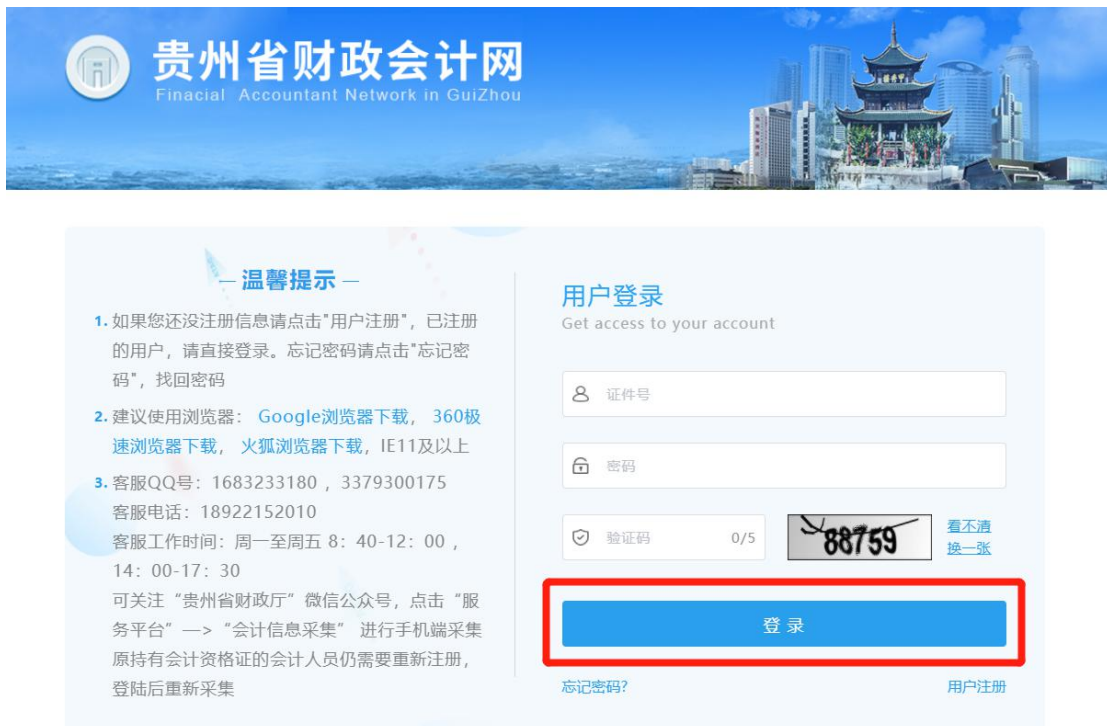 贵州省财政会计网
Finacial Accountant Network in GuiZhou
温馨提示
1. 如果您还没注册信息请点击"用户注册"，已注册
的用户，请直接登录。忘记密码请点击"忘记密
码"，找回密码
2. 建议使用浏览器： Google浏览器下载， 360极
速浏览器下载， 火狐浏览器下载，IE11及以上
3. 客服QQ号：1683233180 ，3379300175
客服电话：18922152010
客服工作时间：周一至周五 8：40-12：00 ，
14：00-17：30
可关注“贵州省财政厅”微信公众号，点击“服
务平台”—>“会计信息采集” 进行手机端采集
原持有会计资格证的会计人员仍需要重新注册，
登陆后重新采集
用户登录
Get access to your account
证件号
密码
验证码 0/5 88759 看不清
换一张
登 录
忘记密码? 用户注册